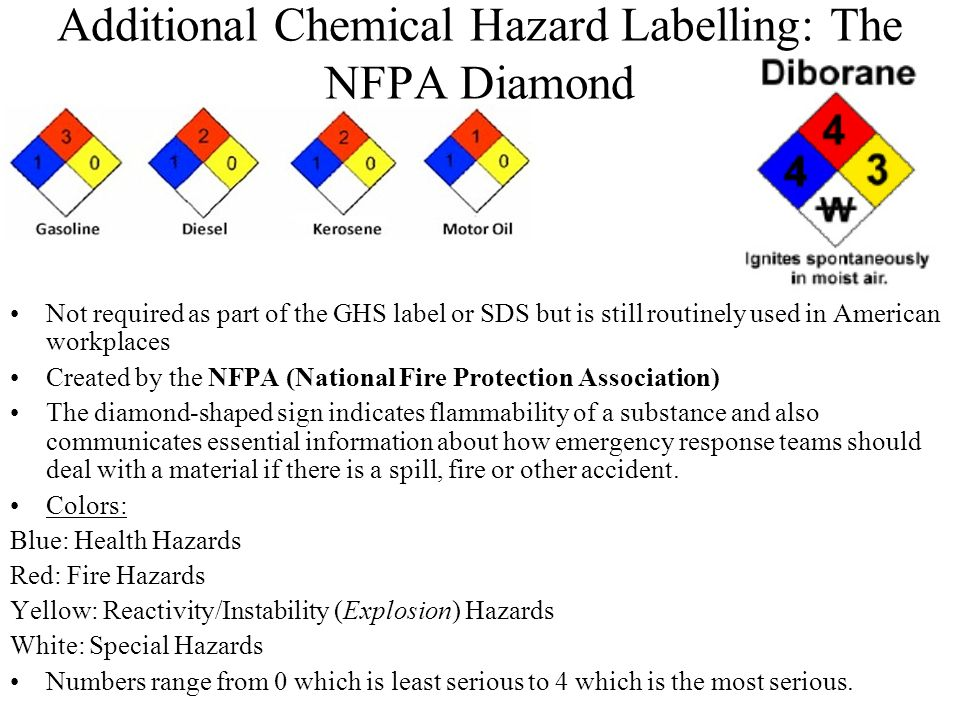 Additional Chemical Hazard Labelling: The
NFPA Diamond
3
1 0
Gasoline
2
1 0
Diesel
2
1 0
Kerosene
1
1 0
Motor Oil
Diborane
4
4 3
W
Ignites spontaneously
in moist air.
• Not required as part of the GHS label or SDS but is still routinely used in American
workplaces
• Created by the NFPA (National Fire Protection Association)
• The diamond-shaped sign indicates flammability of a substance and also
communicates essential information about how emergency response teams should
deal with a material if there is a spill, fire or other accident.
• Colors:
Blue: Health Hazards
Red: Fire Hazards
Yellow: Reactivity/Instability (Explosion) Hazards
White: Special Hazards
• Numbers range from 0 which is least serious to 4 which is the most serious.